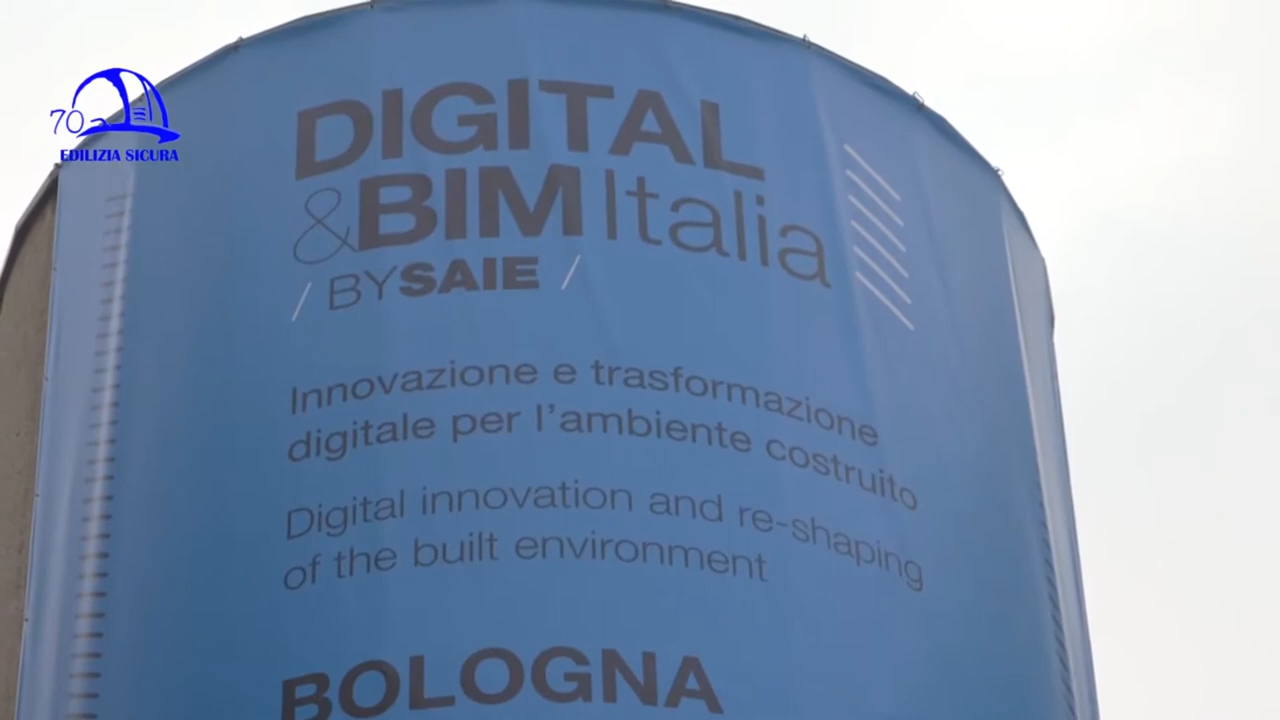 70
EDILIZIA SICURA
DIGITAL
&BIM Italia
/ BY SAIE /
Innovazione e trasformazione
digitale per l'ambiente costruito
Digital innovation and re-shaping
of the built environment
BOLOGNA